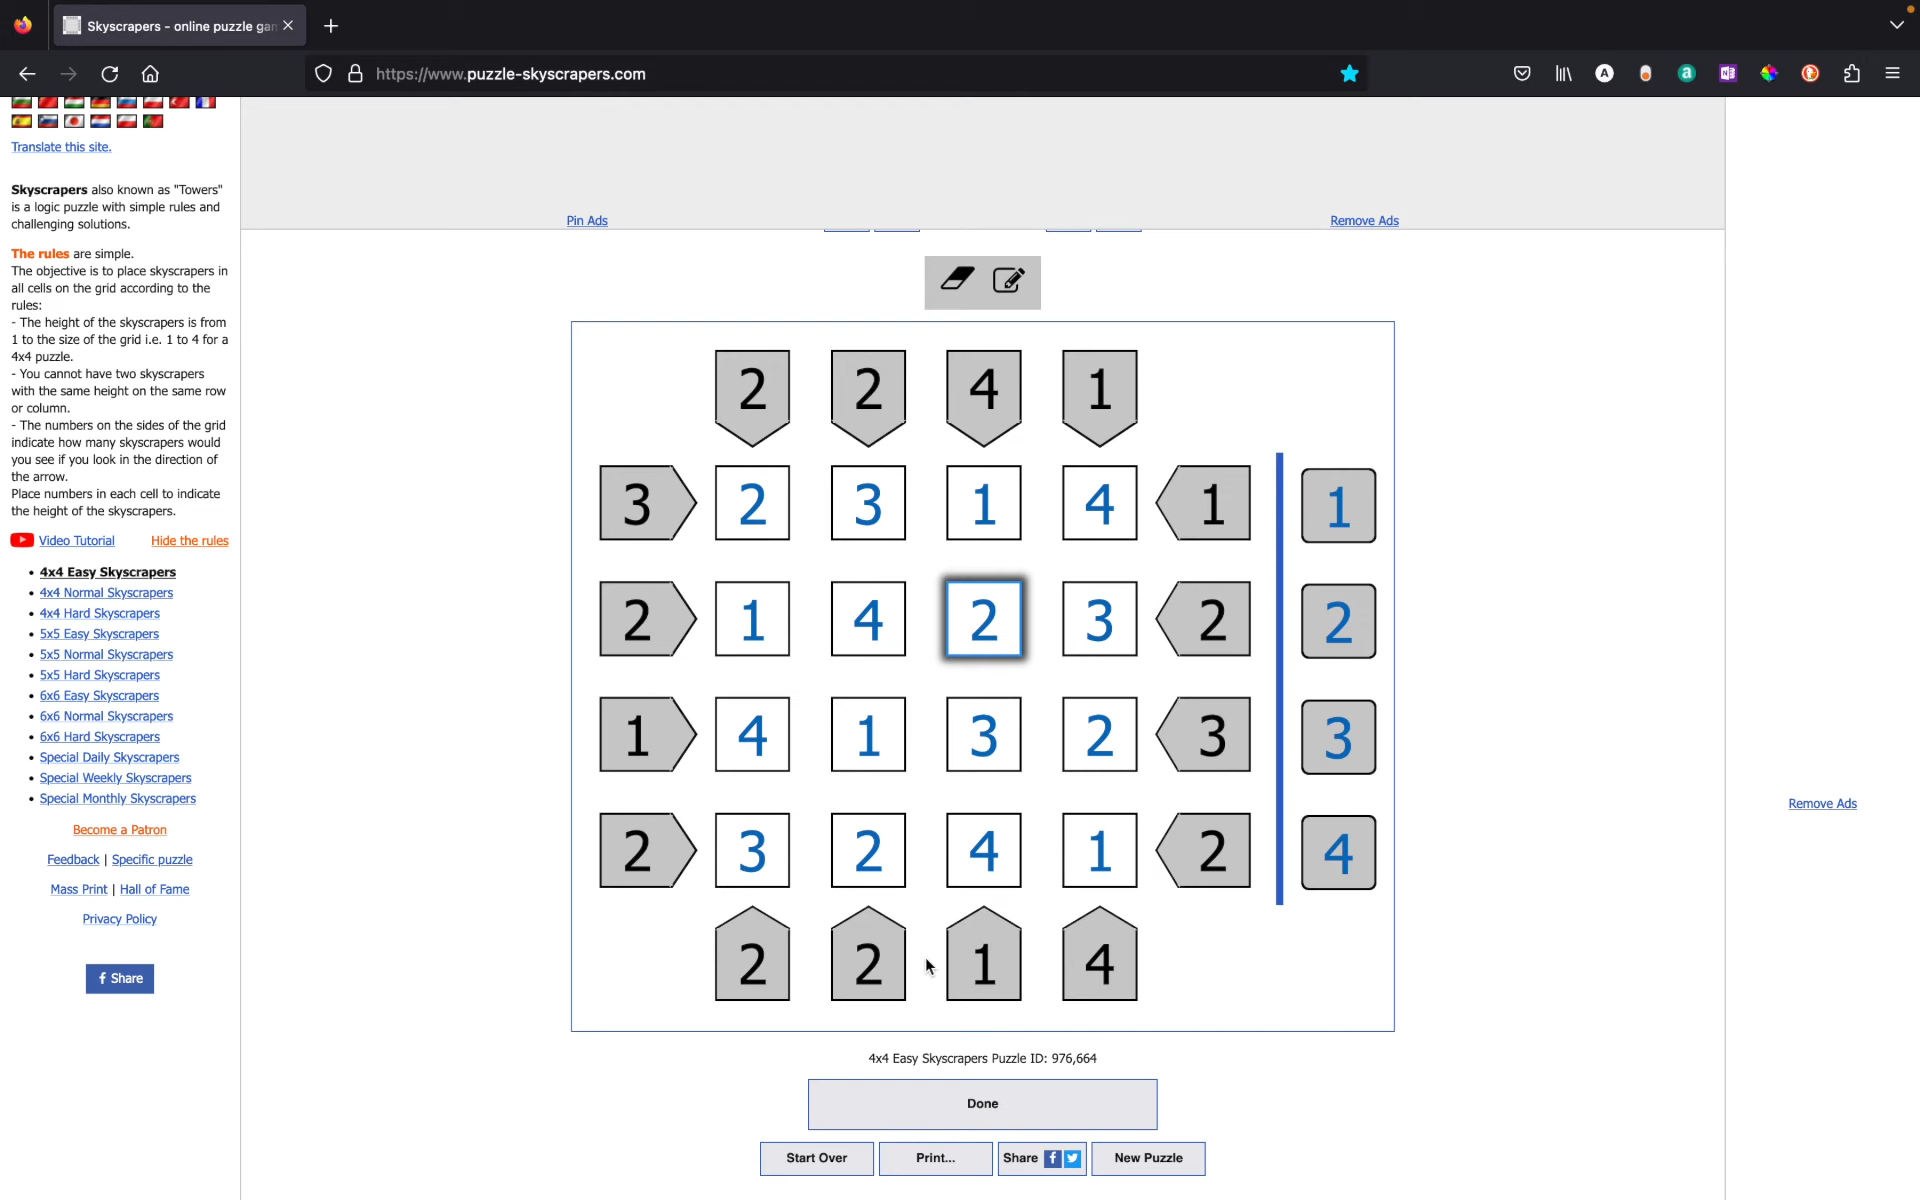 Skyscrapers - online puzzle gan
https://www.puzzle-skyscrapers.com
Translate this site.
Skyscrapers also known as "Towers"
is a logic puzzle with simple rules and
challenging solutions.
The rules are simple.
The objective is to place skyscrapers in
all cells on the grid according to the
rules:
- The height of the skyscrapers is from
1 to the size of the grid i.e. 1 to 4 for a
4x4 puzzle.
- You cannot have two skyscrapers
with the same height on the same row
or column.
- The numbers on the sides of the grid
indicate how many skyscrapers would
you see if you look in the direction of
the arrow.
Place numbers in each cell to indicate
the height of the skyscrapers.
Video Tutorial Hide the rules
• 4x4 Easy Skyscrapers
• 4x4 Normal Skyscrapers
• 4x4 Hard Skyscrapers
• 5x5 Easy Skyscrapers
• 5x5 Normal Skyscrapers
• 5x5 Hard Skyscrapers
• 6x6 Easy Skyscrapers
• 6x6 Normal Skyscrapers
• 6x6 Hard Skyscrapers
• Special Daily Skyscrapers
• Special Weekly Skyscrapers
• Special Monthly Skyscrapers
Become a Patron
Feedback | Specific puzzle
Mass Print | Hall of Fame
Privacy Policy
f Share
Pin Ads Remove Ads
2 2 4 1
3 2 3 1 4 1 1
2 1 4 2 3 2 2
1 4 1 3 2 3 3
2 3 2 4 1 2 4
2 2 1 4
4x4 Easy Skyscrapers Puzzle ID: 976,664
Done
Start Over Print... Share New Puzzle
Remove Ads